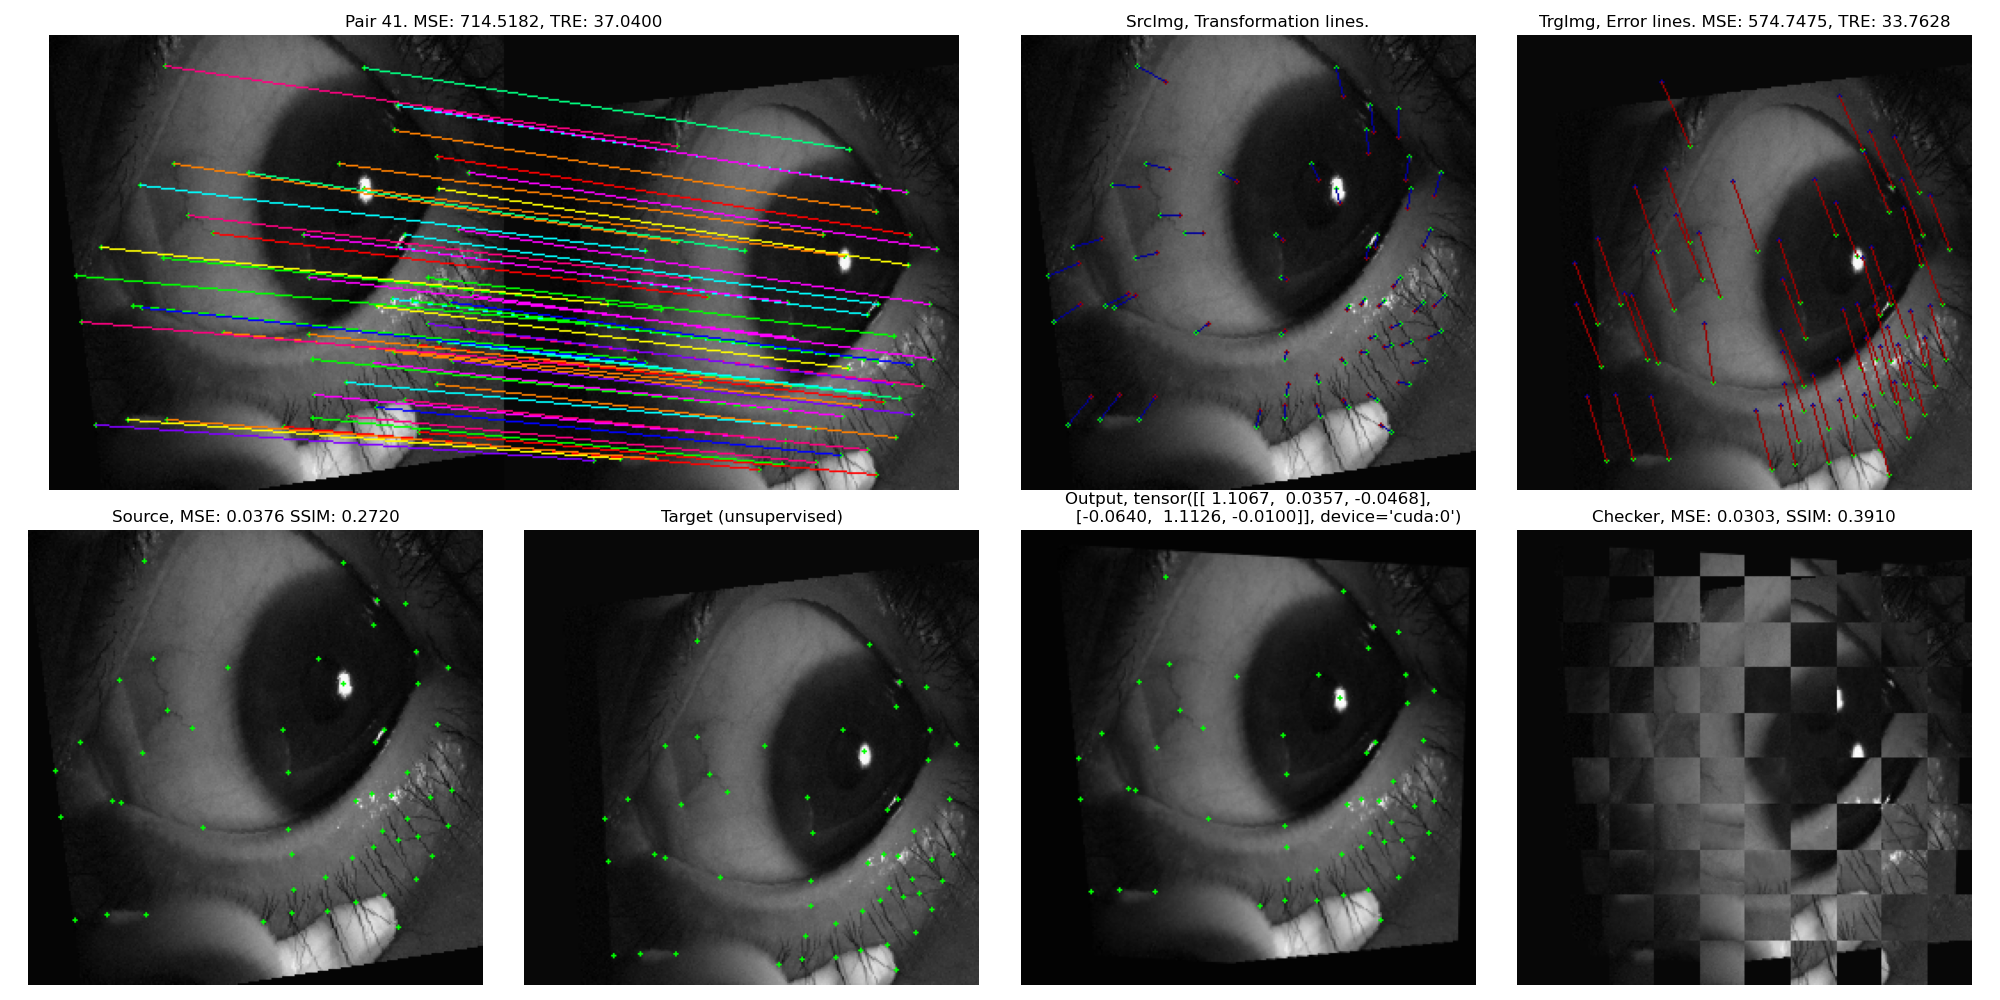 Pair 41. MSE: 714.5182, TRE: 37.0400
SrcImg, Transformation lines.
TrgImg, Error lines. MSE: 574.7475, TRE: 33.7628
Source, MSE: 0.0376 SSIM: 0.2720
Target (unsupervised)
Output, tensor([[ 1.1067,  0.0357, -0.0468],
[-0.0640,  1.1126, -0.0100]], device='cuda:0')
Checker, MSE: 0.0303, SSIM: 0.3910